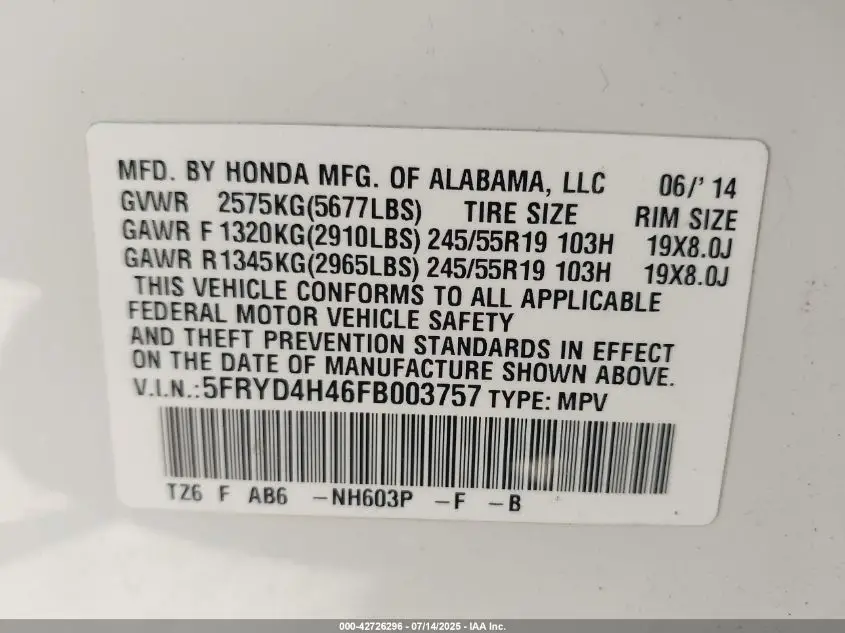 MFD. BY HONDA MFG. OF ALABAMA, LLC 06/' 14
GVWR 2575KG(5677LBS) TIRE SIZE RIM SIZE
GAWR F 1320KG(2910LBS) 245/55R19 103H 19X8.0J
GAWR R 1345KG(2965LBS) 245/55R19 103H 19X8.0J
THIS VEHICLE CONFORMS TO ALL APPLICABLE
FEDERAL MOTOR VEHICLE SAFETY
AND THEFT PREVENTION STANDARDS IN EFFECT
ON THE DATE OF MANUFACTURE SHOWN ABOVE.
V.I.N.:5FRYD4H46FB003757 TYPE: MPV
TZ6 F AB6 -NH603P -F -B
000-42726296 - 07/14/2025 - IAA Inc.